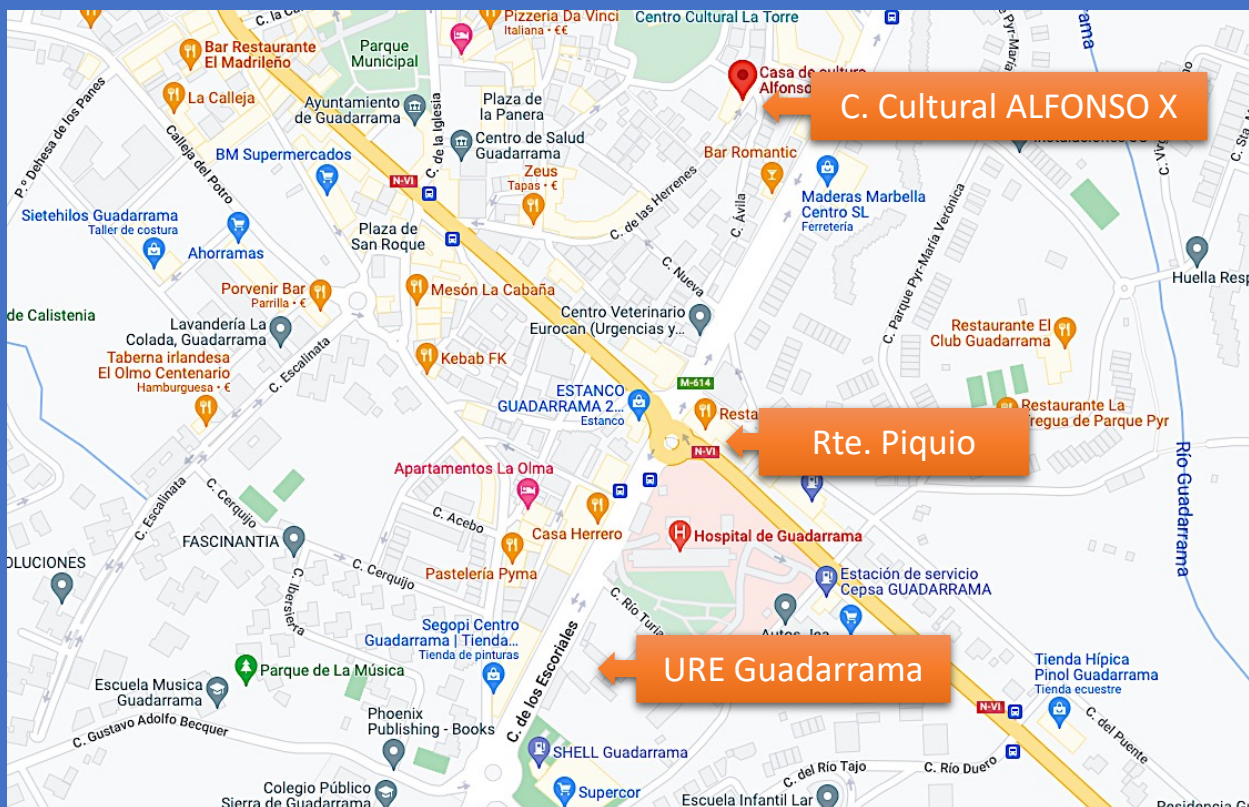 C. la Ca
Pizzeria Da Vinci
Italiana • €€
Centro Cultural La Torre
Bar Restaurante
El Madrileño
Parque
Municipal
Casa de cultura
Alfonso
C. Cultural ALFONSO X
La Calleja
Ayuntamiento
de Guadarrama
Plaza de
la Panera
C. de la Iglesia
Centro de Salud
Guadarrama
P.º Dehesa de los Panes
Calleja del Potro
BM Supermercados
N-VI
Zeus
Tapas • €
Bar Romantic
Maderas Marbella
Centro SL
Ferretería
C. de las Herrenes
C. Ávila
C. Parque Pyr-María Verónica
Sietehilos Guadarrama
Taller de costura
Ahorramas
Plaza de
San Roque
C. Nueva
Huella Resp
Porvenir Bar
Parrilla • €
Mesón La Cabaña
de Calistenia
Lavandería La
Colada, Guadarrama
Centro Veterinario
Eurocan (Urgencias y...
Restaurante El
Club Guadarrama
Taberna irlandesa
El Olmo Centenario
Hamburguesa • €
C. Escalinata
Kebab FK
M-614
ESTANCO
GUADARRAMA 2...
Estanco
Resta
Restaurante La
Tregua de Parque Pyr
N-VI
Rte. Piquio
Río Guadarrama
Apartamentos La Olma
C. Escalinata
C. Cerquijo
C. Acebo
Casa Herrero
Hospital de Guadarrama
FASCINANTIA
OLUCIONES
C. Cerquijo
C. Ibersierra
Pastelería Pyma
Estación de servicio
Cepsa GUADARRAMA
C. Río Turia
Autos Jea
Segopi Centro
Guadarrama | Tienda...
Tienda de pinturas
URE Guadarrama
Parque de La Música
C. de los Escoriales
Tienda Hípica
Pinol Guadarrama
Tienda ecuestre
Escuela Musica
Guadarrama
N-VI
C. Gustavo Adolfo Becquer
Phoenix
Publishing - Books
C. del Puente
SHELL Guadarrama
C. del Río Tajo
C. Río Duero
Colegio Público
Sierra de Guadarrama
Supercor
Escuela Infantil Lar